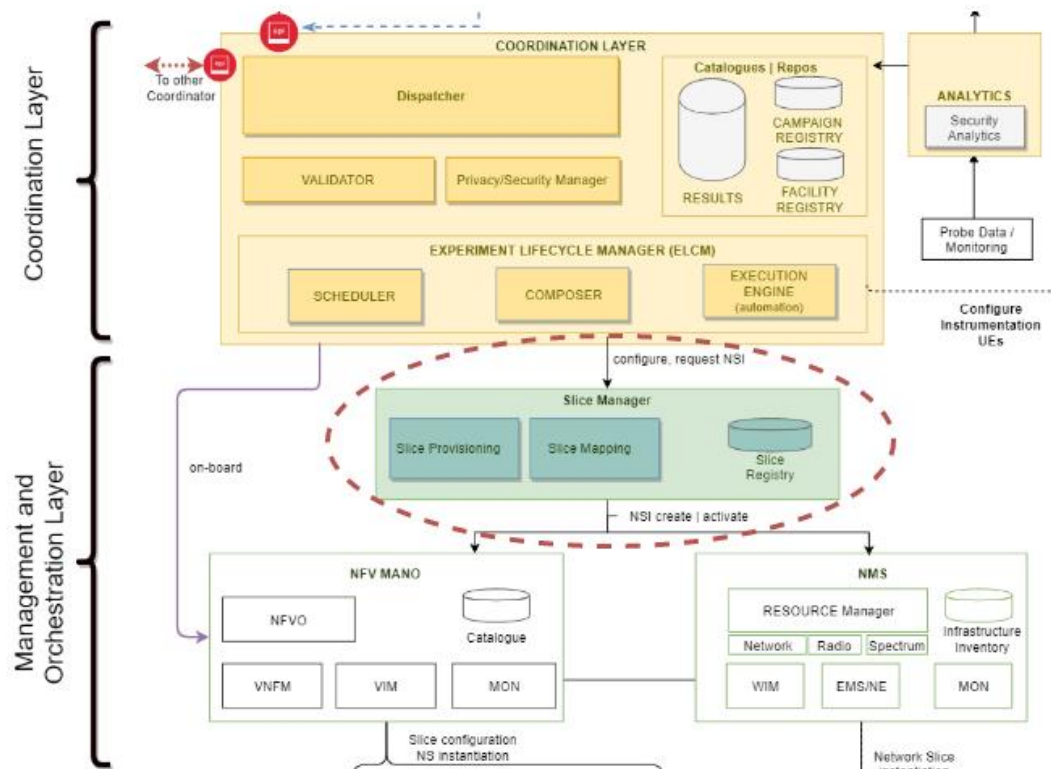 Coordination Layer
To other
Coordinator
COORDINATION LAYER
Dispatcher
VALIDATOR
Privacy/Security Manager
Catalogues | Repos
RESULTS
CAMPAIGN
REGISTRY
FACILITY
REGISTRY
EXPERIMENT LIFECYCLE MANAGER (ELCM)
SCHEDULER
COMPOSER
EXECUTION
ENGINE
(automation)
ANALYTICS
Security
Analytics
Probe Data /
Monitoring
Configure
Instrumentation
UEs
Management and
Orchestration Layer
configure, request NSI
Slice Manager
Slice Provisioning
Slice Mapping
Slice
Registry
on-board
NSI create | activate
NFV MANO
NFVO
Catalogue
VNFM
VIM
MON
NMS
RESOURCE Manager
Network
Radio
Spectrum
Infrastructure
Inventory
WIM
EMS/NE
MON
Slice configuration
NS instantiation
Network Slice